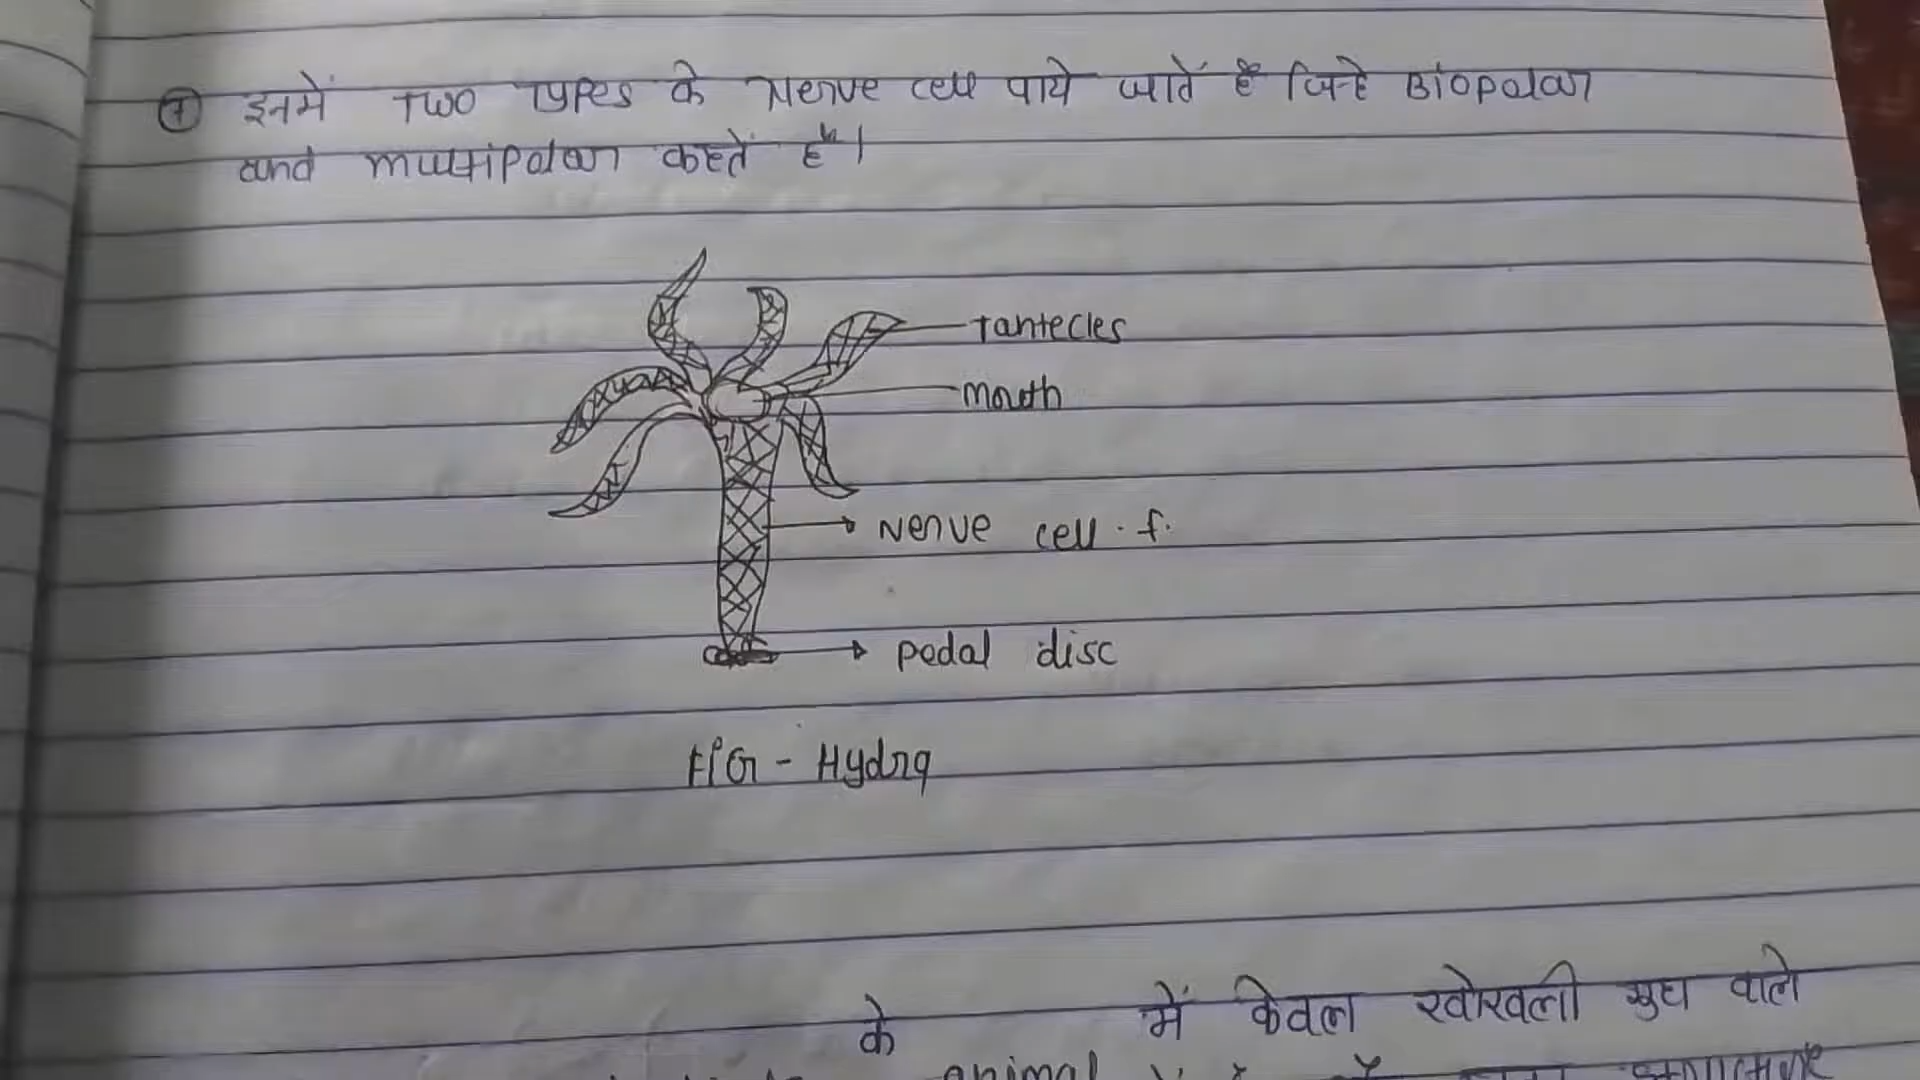 ⑦ इनमें Two Types के Nerve cell पाये जातें हैं जिन्हे Biopolar
and multipolar कहतें हैं।
Tantecles
mouth
Nerve cell . f.
pedal disc
FIG - Hydra
के में केवल खोखली मुख वाले
animal